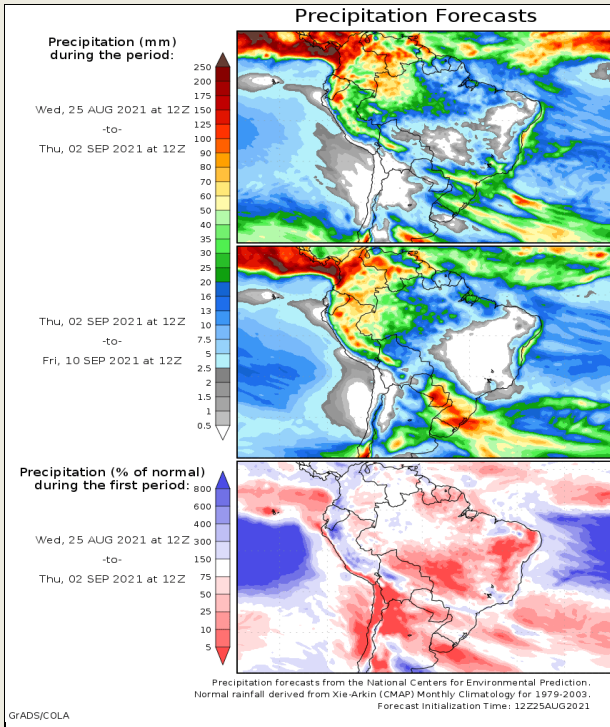 Precipitation Forecasts
Precipitation (mm)
during the period:
Wed, 25 AUG 2021 at 12Z
-to-
Thu, 02 SEP 2021 at 12Z
250
200
175
150
125
100
90
80
70
60
50
40
35
30
25
20
16
13
10
7.5
5
2.5
2
1.5
1
0.5
Thu, 02 SEP 2021 at 12Z
-to-
Fri, 10 SEP 2021 at 12Z
Precipitation (% of normal)
during the first period:
Wed, 25 AUG 2021 at 12Z
-to-
Thu, 02 SEP 2021 at 12Z
800
600
400
300
150
75
50
25
10
5
Precipitation forecasts from the National Centers for Environmental Prediction.
Normal rainfall derived from Xie-Arkin (CMAP) Monthly Climatology for 1979-2003.
Forecast Initialization Time: 12Z25AUG2021
GrADS/COLA